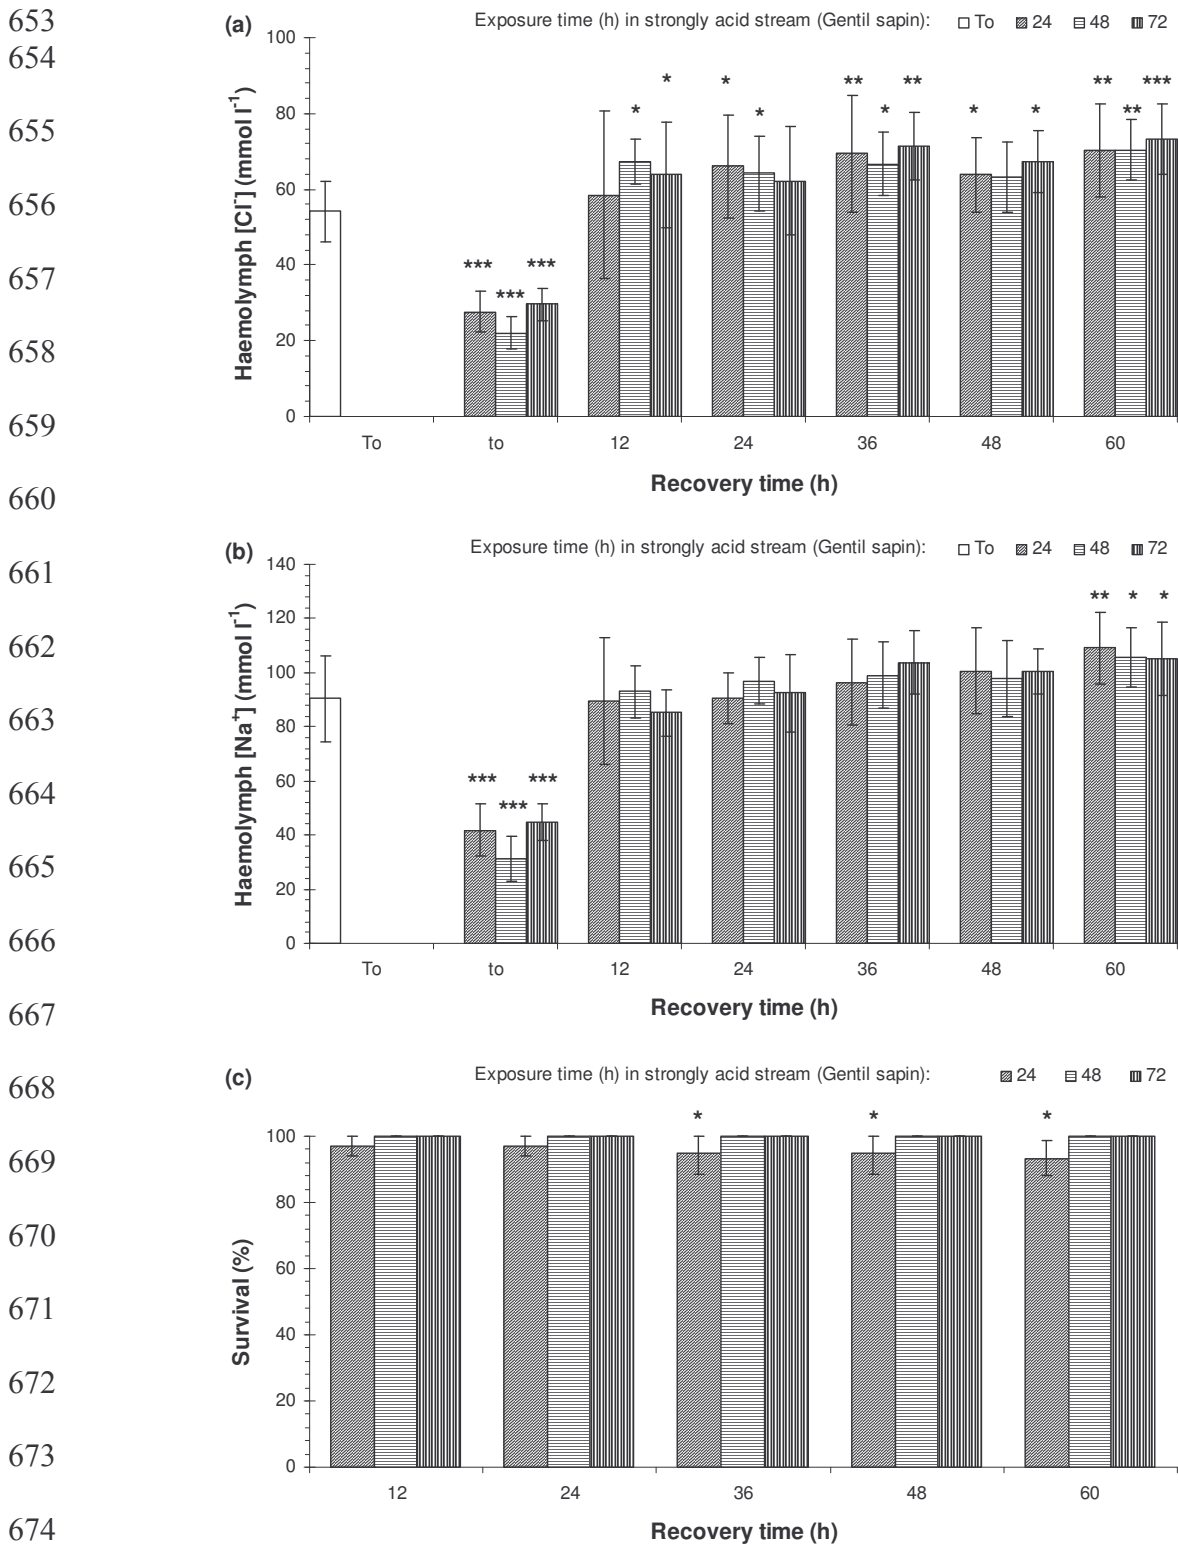 653
654
655
656
657
658
659
660
661
662
663
664
665
666
667
668
669
670
671
672
673
674
(a) Exposure time (h) in strongly acid stream (Gentil sapin): To 24 48 72
Haemolymph [Cl⁻] (mmol l⁻¹)
100
80
60
40
20
0
* * * * ** * ** * * ** ** ***
*** *** ***
To to 12 24 36 48 60
Recovery time (h)
(b) Exposure time (h) in strongly acid stream (Gentil sapin): To 24 48 72
Haemolymph [Na⁺] (mmol l⁻¹)
140
120
100
80
60
40
20
0
** * *
*** *** ***
To to 12 24 36 48 60
Recovery time (h)
(c) Exposure time (h) in strongly acid stream (Gentil sapin): 24 48 72
Survival (%)
* * *
100
80
60
40
20
0
12 24 36 48 60
Recovery time (h)